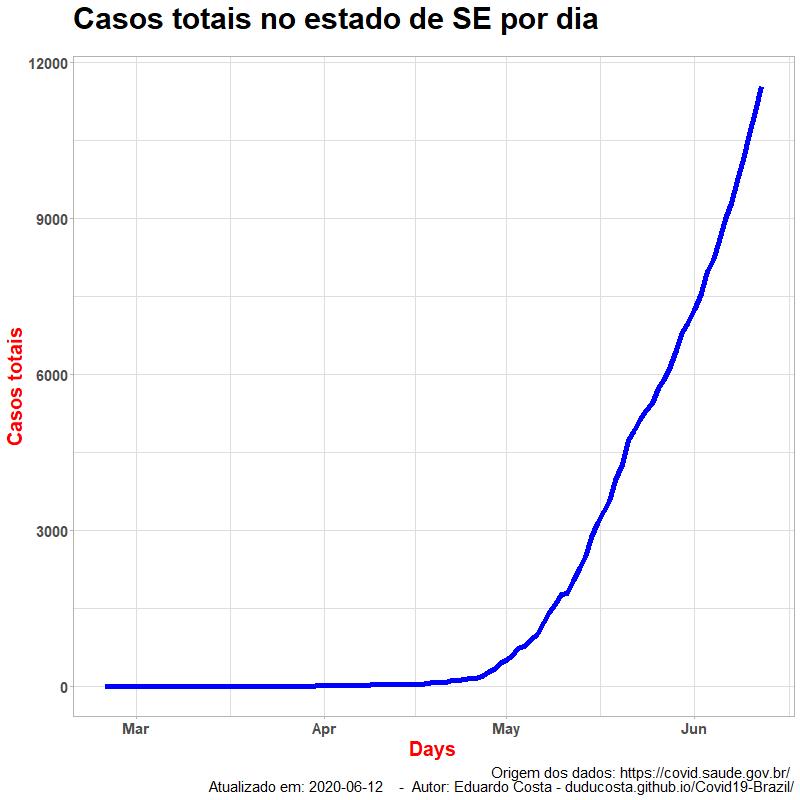 Casos totais no estado de SE por dia
12000
9000
6000
3000
0
Casos totais
Mar Apr May Jun
Days
Origem dos dados: https://covid.saude.gov.br/
Atualizado em: 2020-06-12 - Autor: Eduardo Costa - duducosta.github.io/Covid19-Brazil/